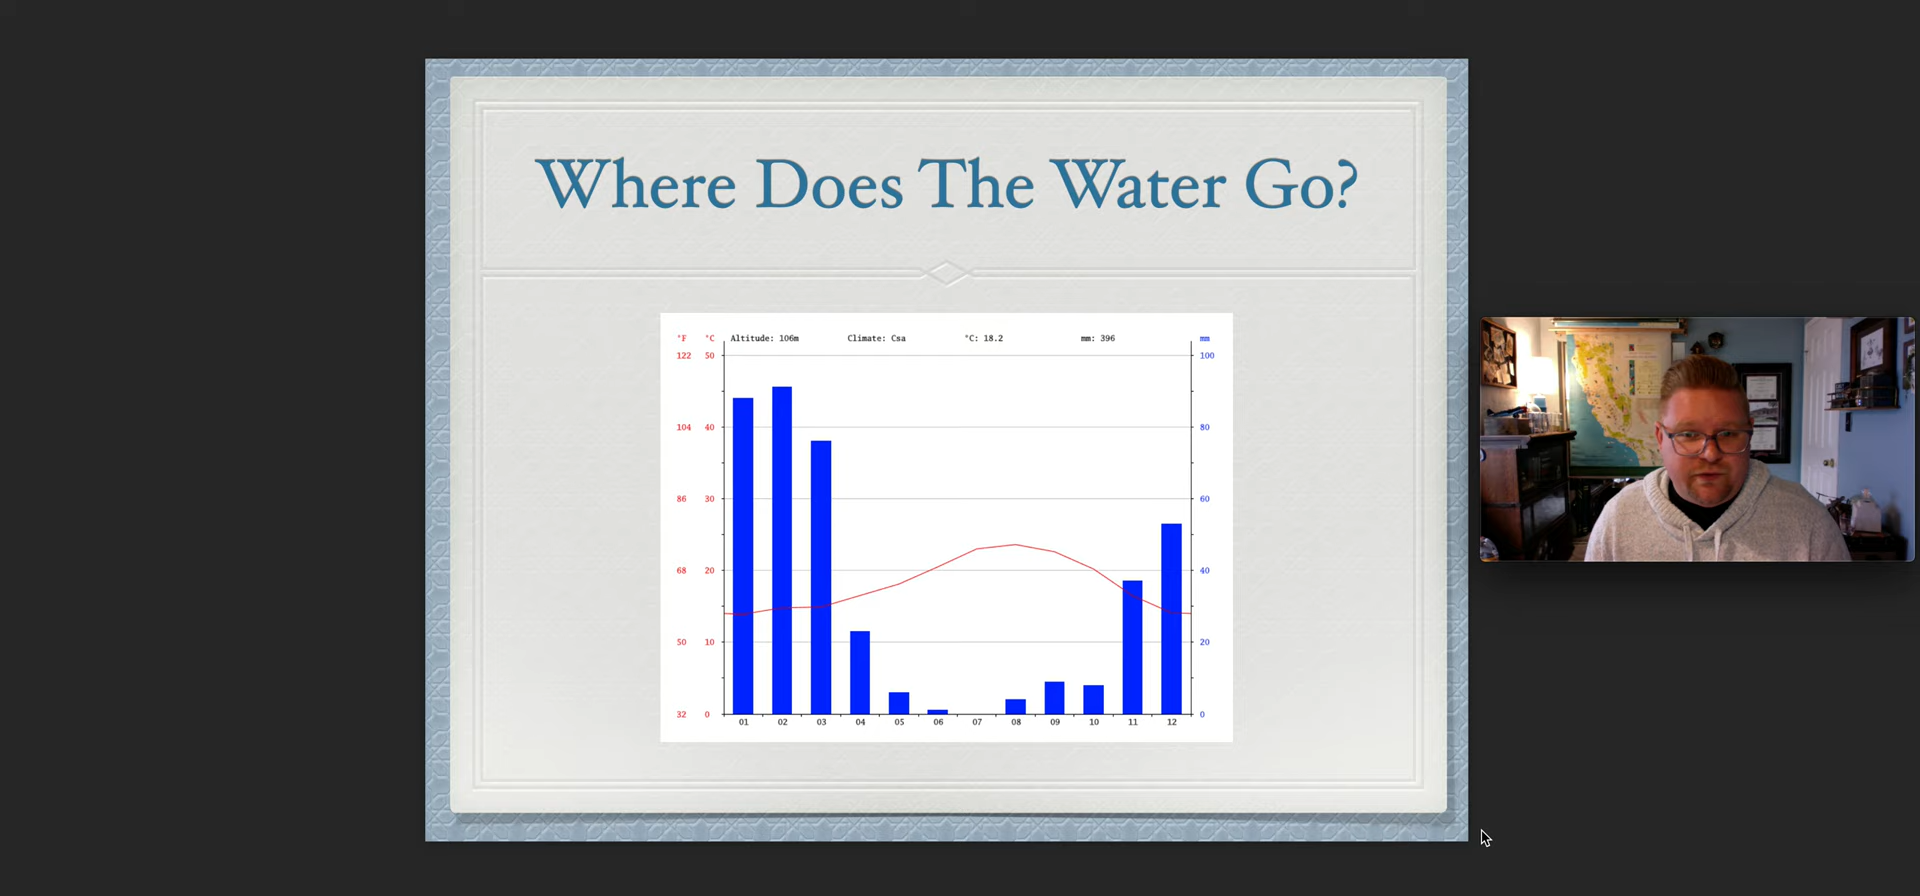 Where Does The Water Go?
°F °C Altitude: 106m Climate: Csa °C: 18.2 mm: 396 mm
122 50 100
104 40 80
86 30 60
68 20 40
50 10 20
32 0 0
01 02 03 04 05 06 07 08 09 10 11 12